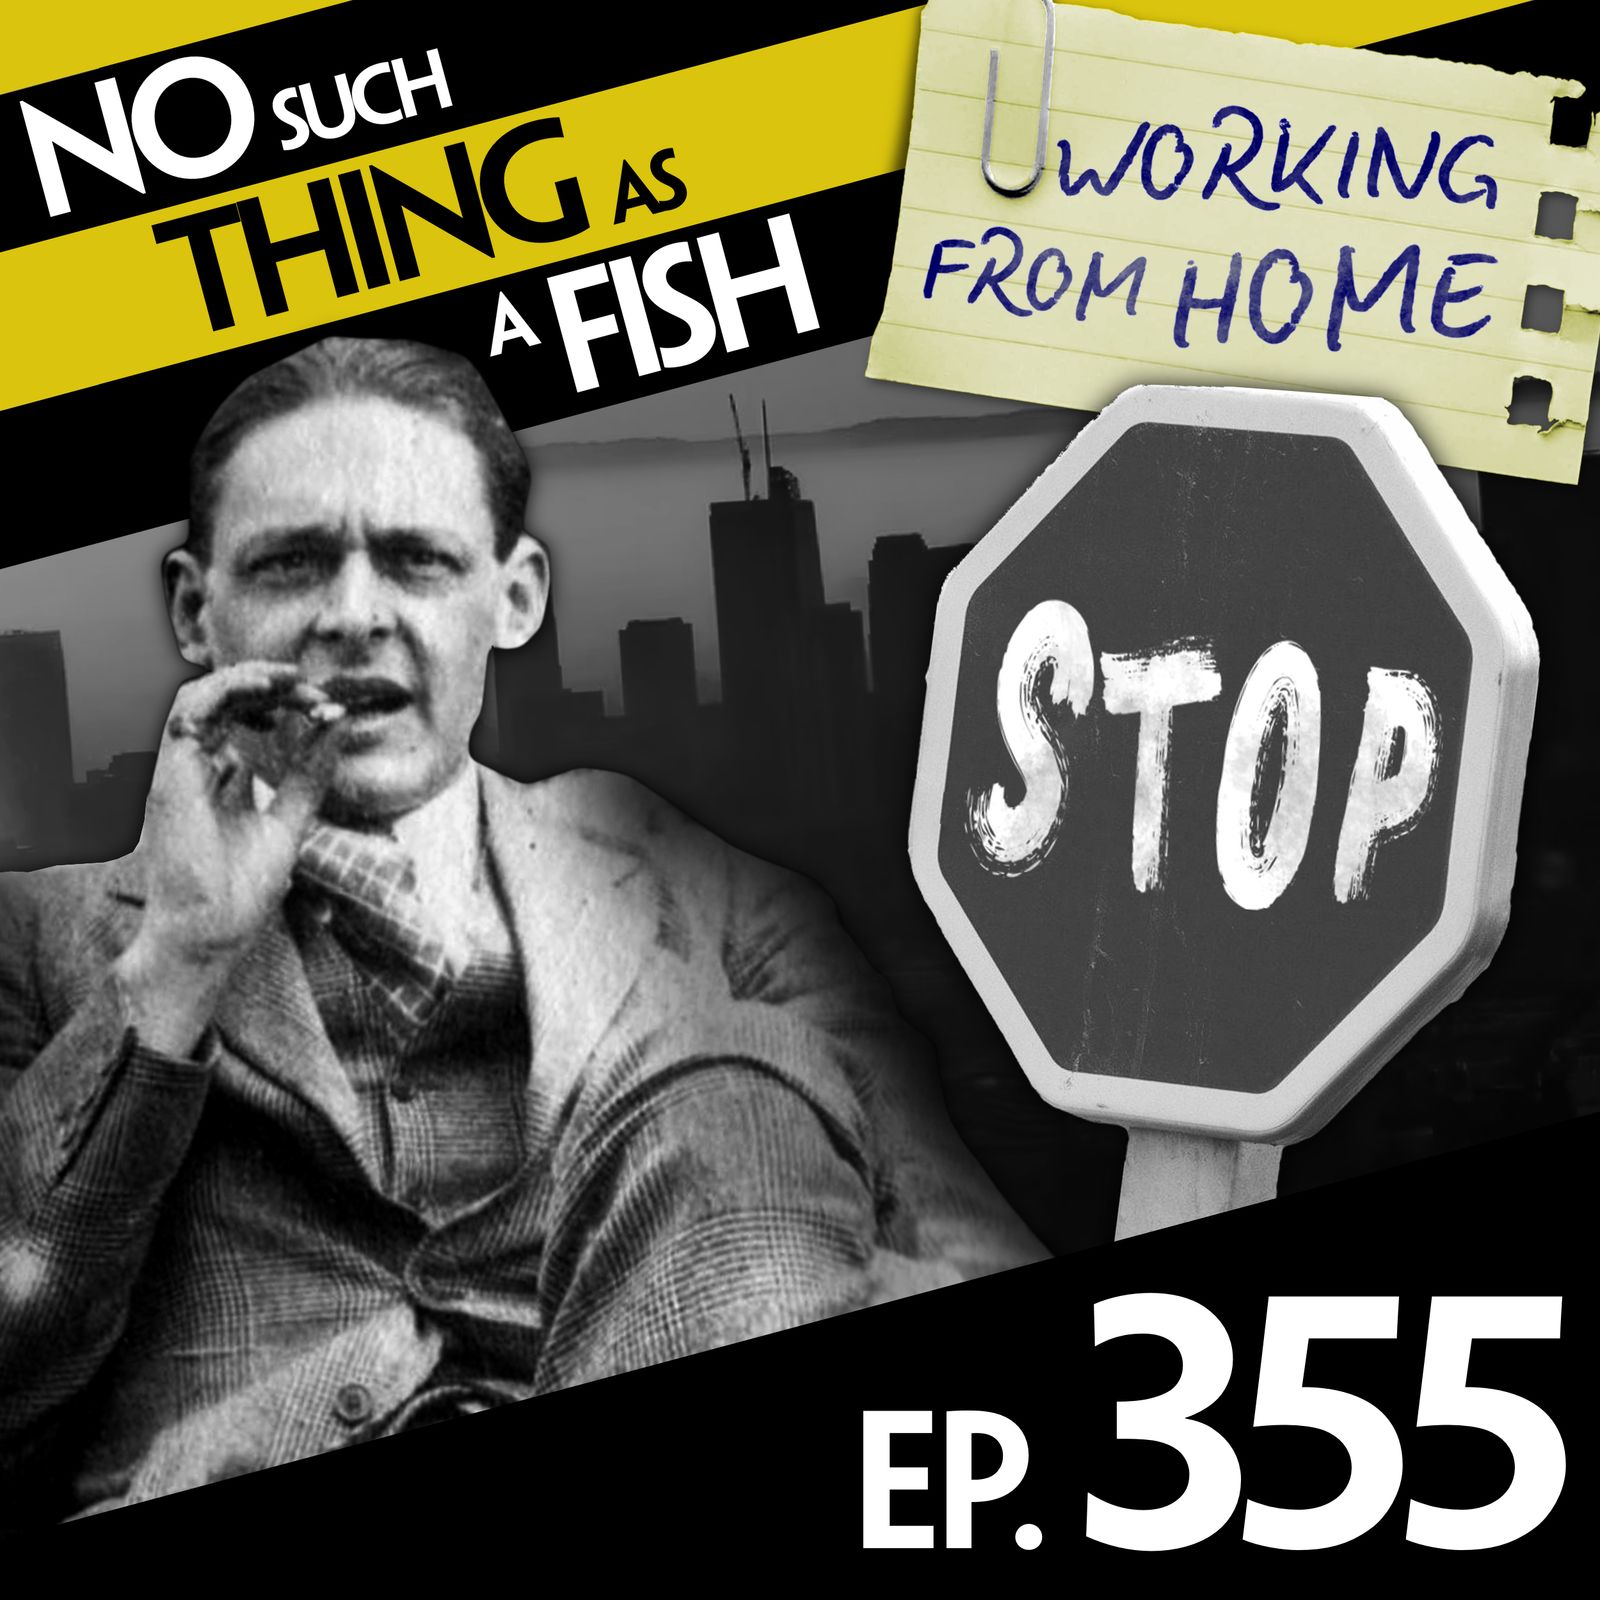 NO SUCH
THING AS
A FISH
WORKING
FROM HOME
STOP
EP. 355